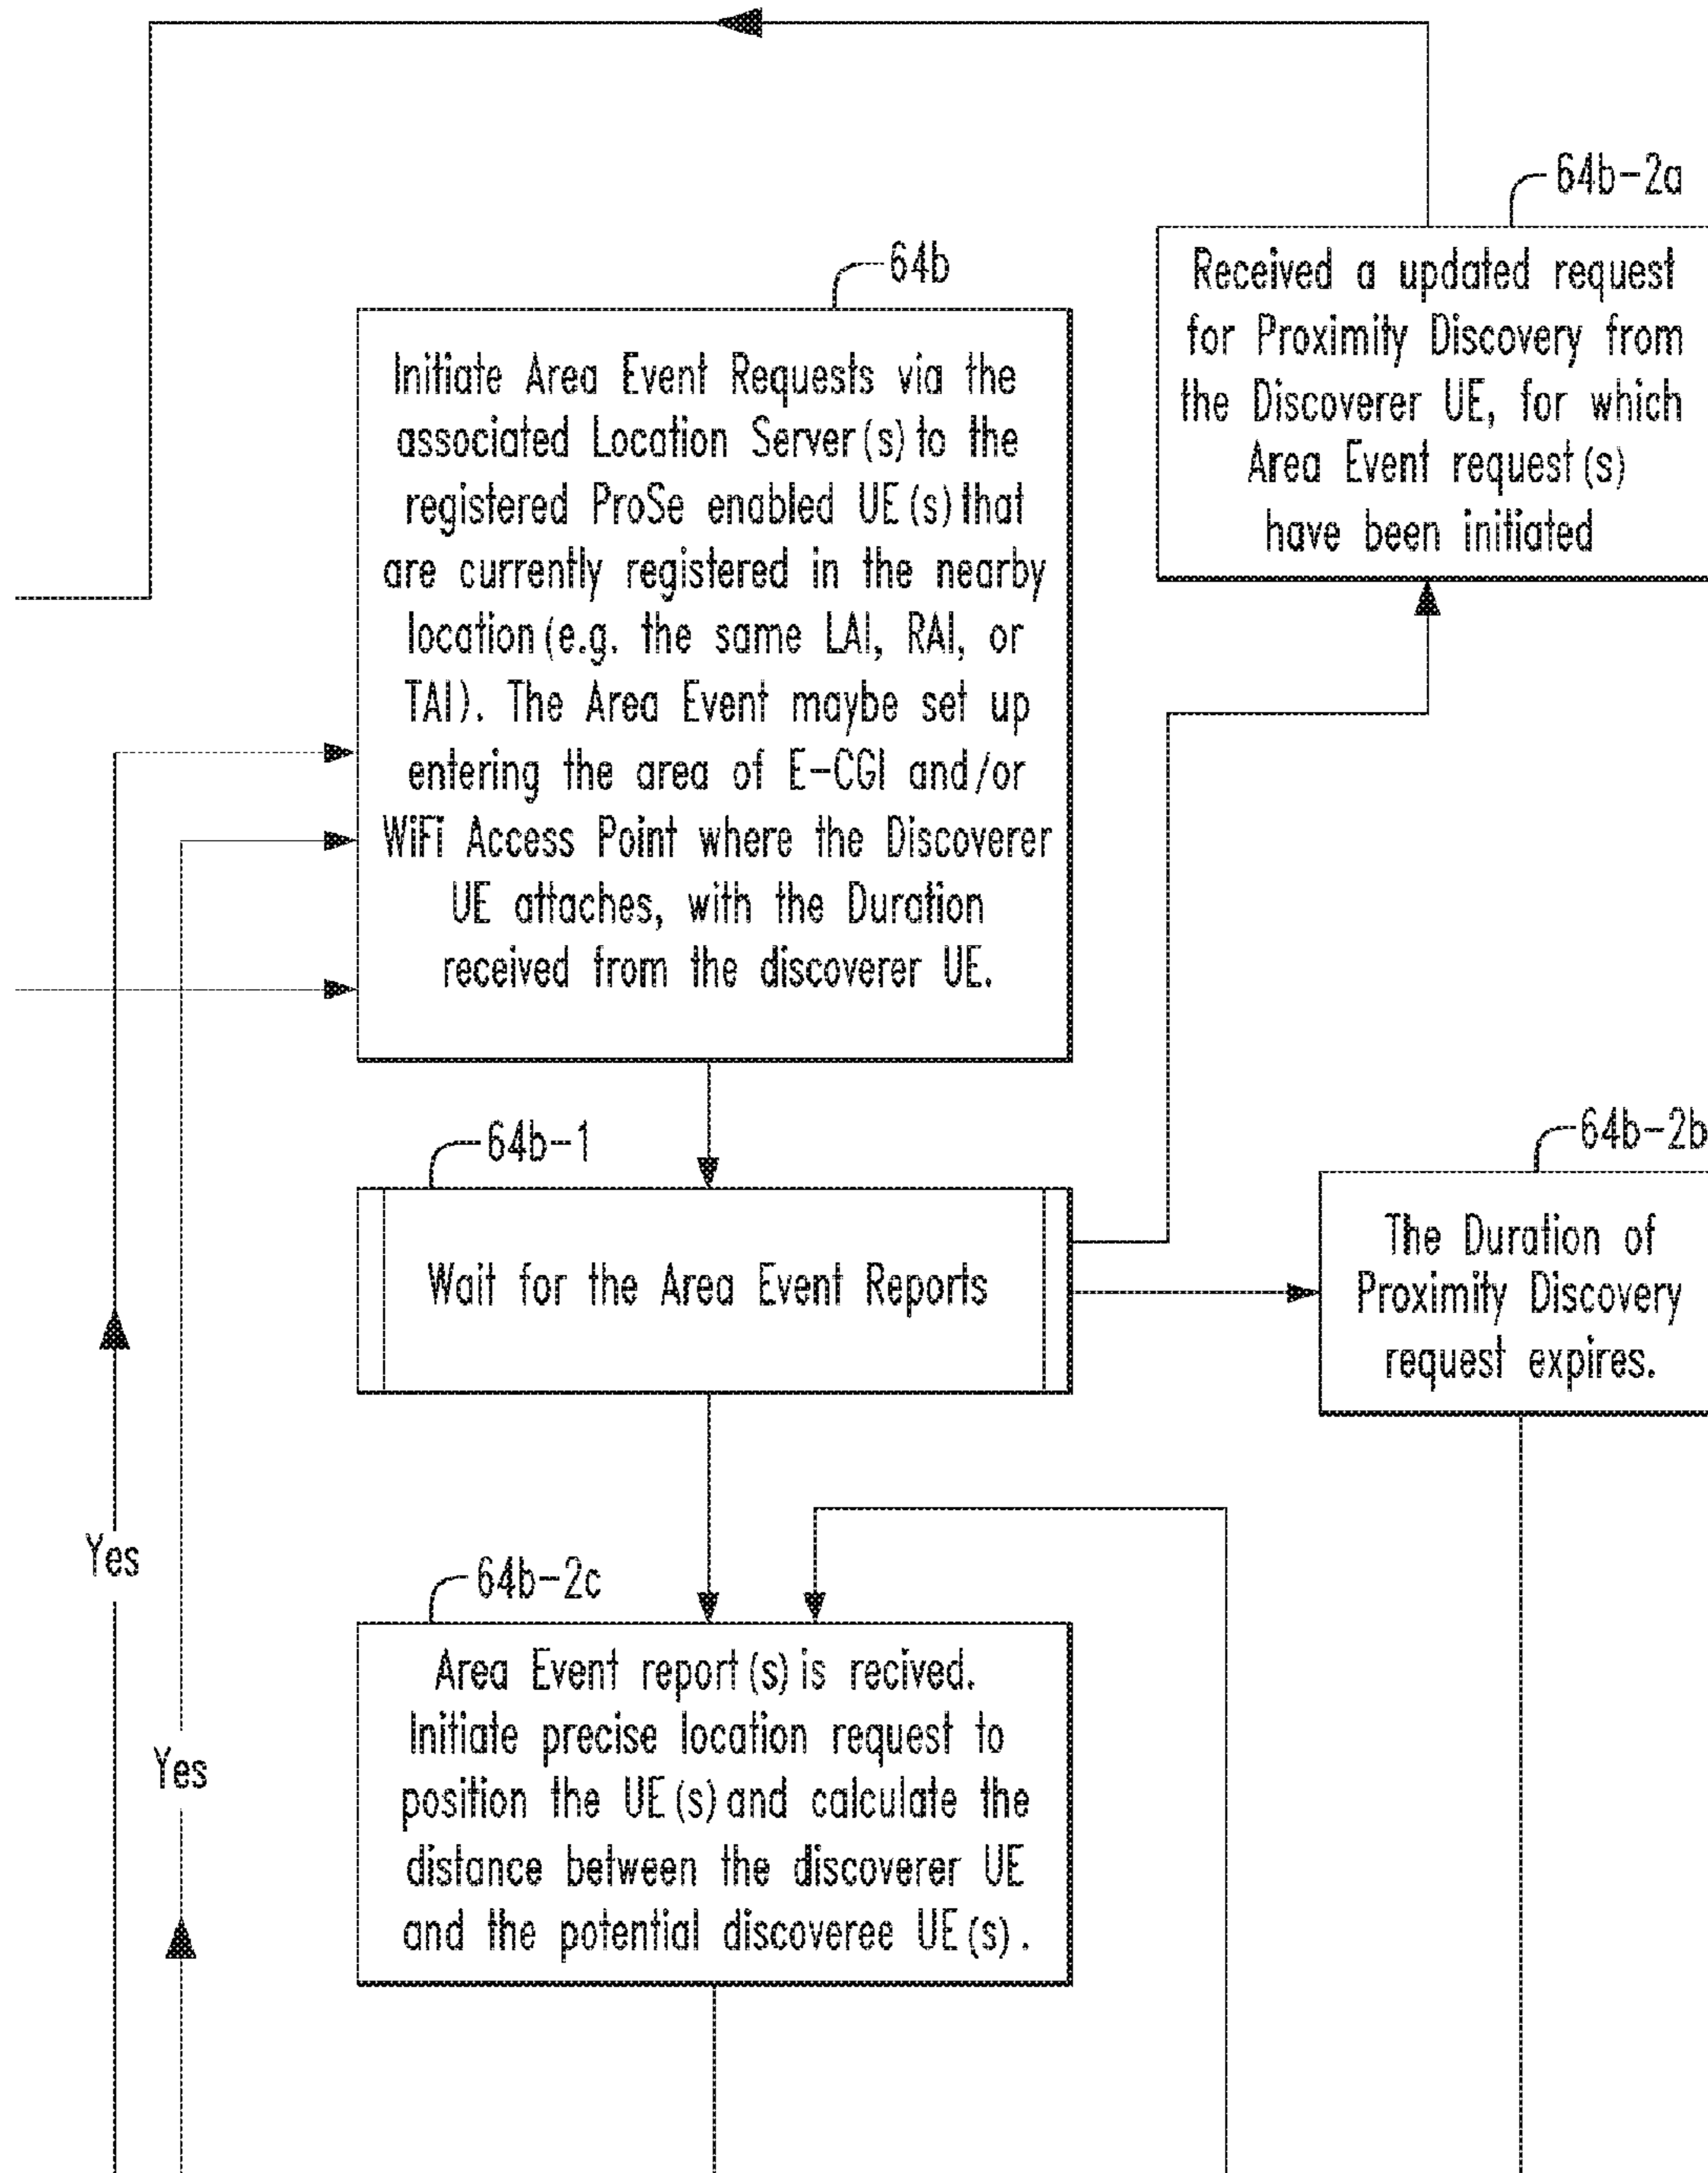 64b-2a
Received a updated request
for Proximity Discovery from
the Discoverer UE, for which
Area Event request(s)
have been initiated
64b
Initiate Area Event Requests via the
associated Location Server(s) to the
registered ProSe enabled UE(s) that
are currently registered in the nearby
location (e.g. the same LAI, RAI, or
TAI). The Area Event maybe set up
entering the area of E-CGI and/or
WiFi Access Point where the Discoverer
UE attaches, with the Duration
received from the discoverer UE.
64b-1
Wait for the Area Event Reports
64b-2b
The Duration of
Proximity Discovery
request expires.
Yes
Yes
64b-2c
Area Event report(s) is recived.
Initiate precise location request to
position the UE(s) and calculate the
distance between the discoverer UE
and the potential discoveree UE(s).